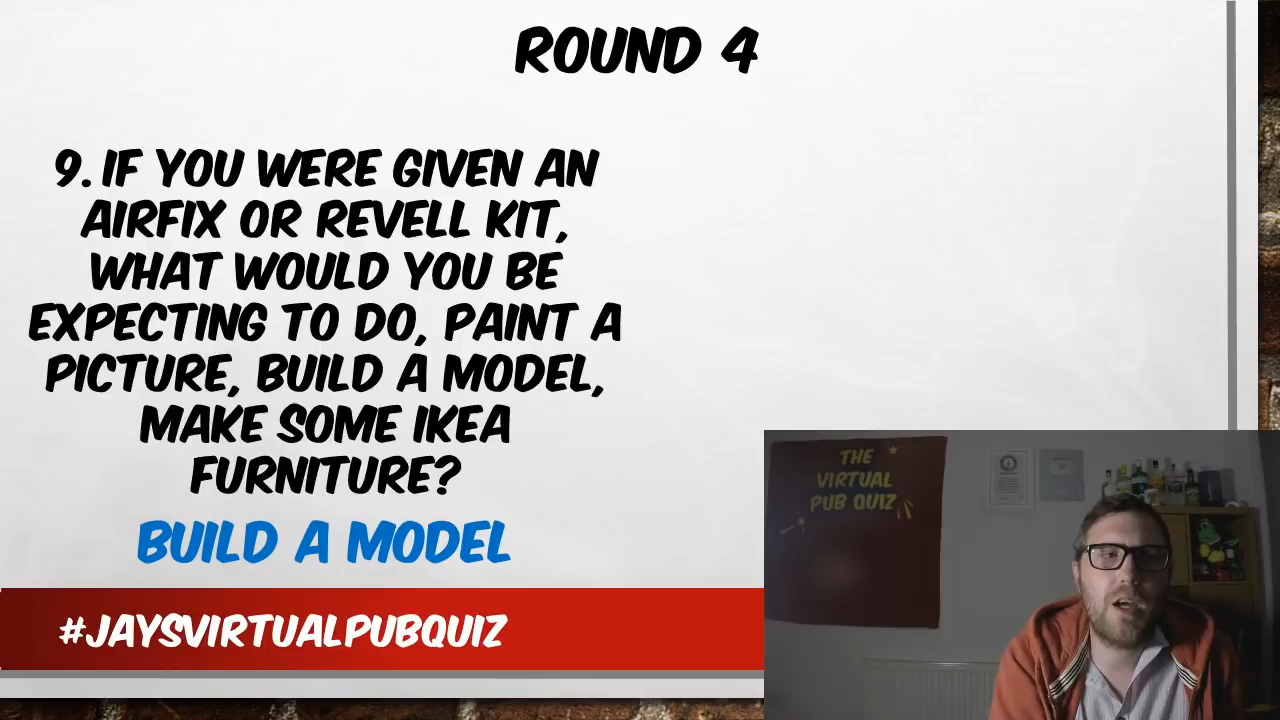 ROUND 4
9. IF YOU WERE GIVEN AN
AIRFIX OR REVELL KIT,
WHAT WOULD YOU BE
EXPECTING TO DO, PAINT A
PICTURE, BUILD A MODEL,
MAKE SOME IKEA
FURNITURE?
BUILD A MODEL
#JAYSVIRTUALPUBQUIZ
THE
VIRTUAL
PUB QUIZ